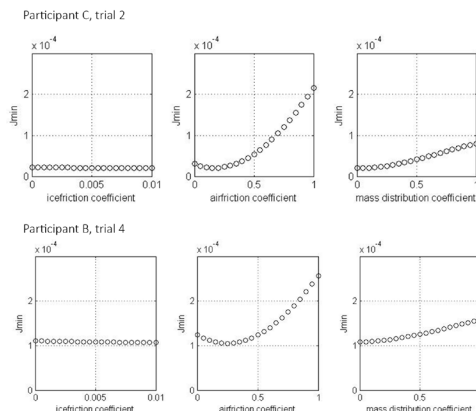 Participant C, trial 2
x 10⁻⁴ x 10⁻⁴ x 10⁻⁴
Jmin Jmin Jmin
2 2 2
1 1 1
0 0 0
0 0.005 0.01 0 0.5 1 0 0.5 1
icefriction coefficient airfriction coefficient mass distribution coefficient
Participant B, trial 4
x 10⁻⁴ x 10⁻⁴ x 10⁻⁴
Jmin Jmin Jmin
2 2 2
1 1 1
0 0 0
0 0.005 0.01 0 0.5 1 0 0.5
icefriction coefficient airfriction coefficient mass distribution coefficient